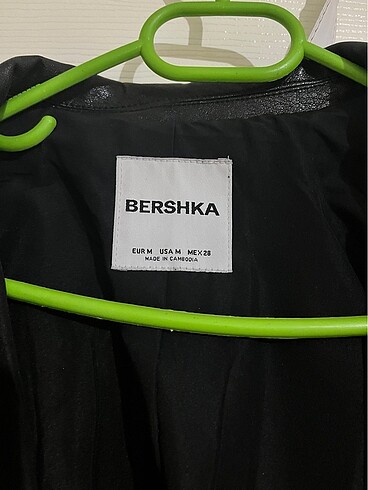 BERSHKA
EUR M USA M MEX 28
MADE IN CAMBODIA